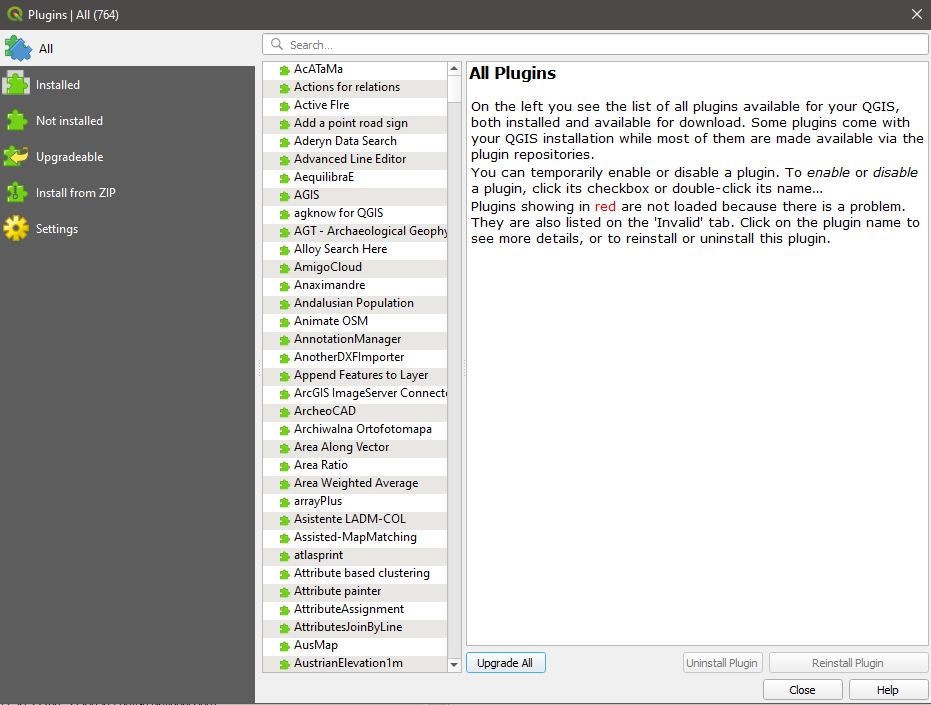 Plugins | All (764)
All
Installed
Not installed
Upgradeable
Install from ZIP
Settings
Search...
AcATaMa
Actions for relations
Active FIre
Add a point road sign
Aderyn Data Search
Advanced Line Editor
AequilibraE
AGIS
agknow for QGIS
AGT - Archaeological Geophy
Alloy Search Here
AmigoCloud
Anaximandre
Andalusian Population
Animate OSM
AnnotationManager
AnotherDXFImporter
Append Features to Layer
ArcGIS ImageServer Connecto
ArcheoCAD
Archiwalna Ortofotomapa
Area Along Vector
Area Ratio
Area Weighted Average
arrayPlus
Asistente LADM-COL
Assisted-MapMatching
atlasprint
Attribute based clustering
Attribute painter
AttributeAssignment
AttributesJoinByLine
AusMap
AustrianElevation1m
All Plugins
On the left you see the list of all plugins available for your QGIS,
both installed and available for download. Some plugins come with
your QGIS installation while most of them are made available via the
plugin repositories.
You can temporarily enable or disable a plugin. To enable or disable
a plugin, click its checkbox or double-click its name...
Plugins showing in red are not loaded because there is a problem.
They are also listed on the 'Invalid' tab. Click on the plugin name to
see more details, or to reinstall or uninstall this plugin.
Upgrade All
Uninstall Plugin
Reinstall Plugin
Close
Help